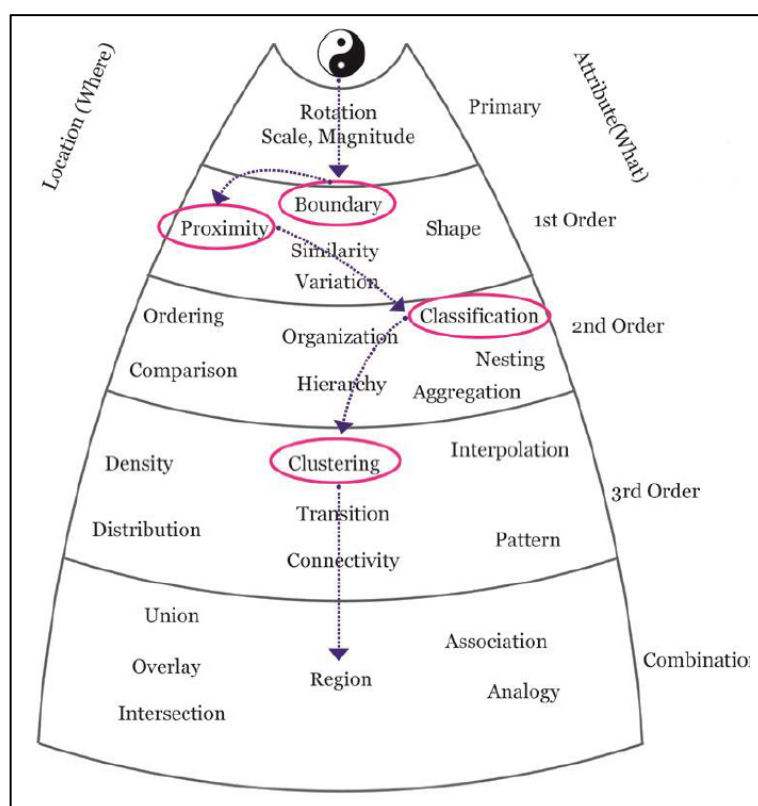 Location (Where)
Attribute(What)
Rotation
Scale, Magnitude
Primary
Boundary
Proximity
Shape
1st Order
Similarity
Variation
Ordering
Classification
2nd Order
Organization
Nesting
Comparison
Hierarchy
Aggregation
Density
Clustering
Interpolation
3rd Order
Transition
Distribution
Pattern
Connectivity
Union
Association
Overlay
Region
Combination
Analogy
Intersection